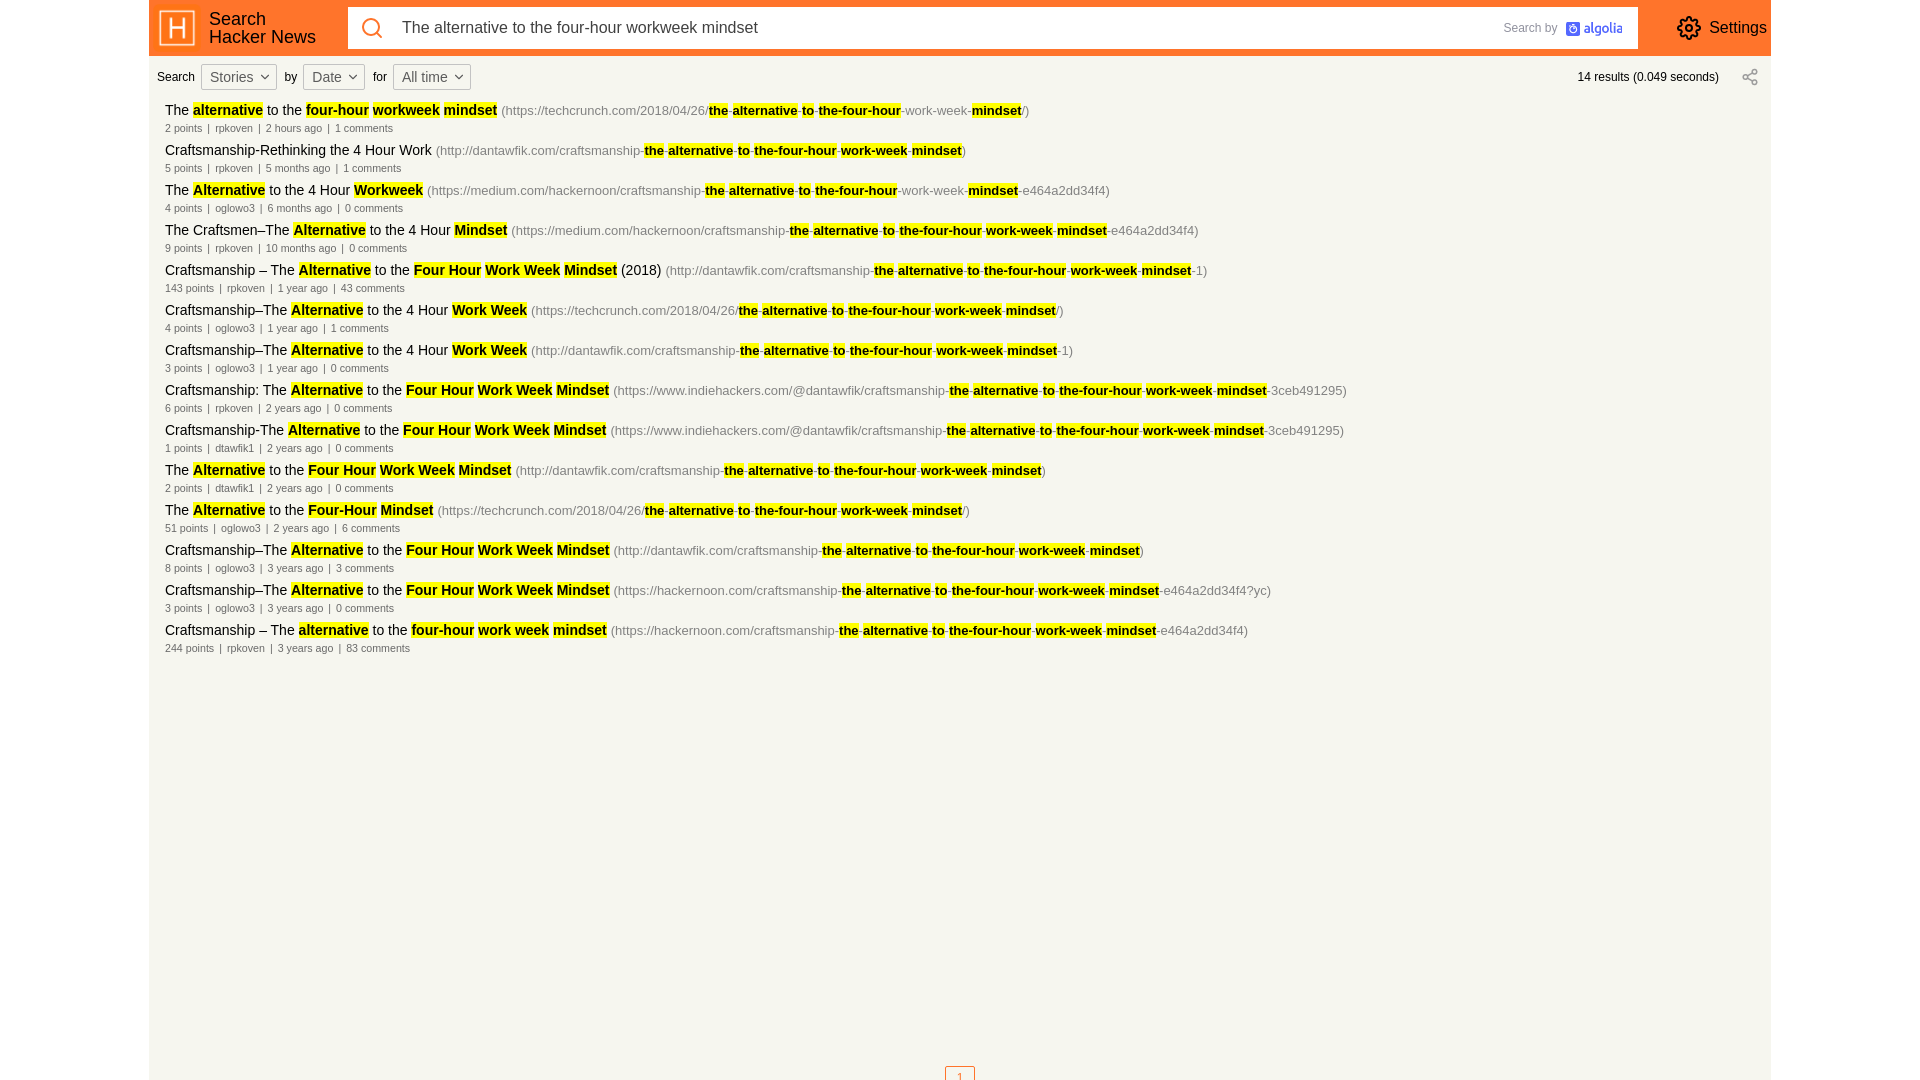 Search
Hacker News
The alternative to the four-hour workweek mindset
Search by algolia
Settings
Search Stories by Date for All time
14 results (0.049 seconds)
The alternative to the four-hour workweek mindset (https://techcrunch.com/2018/04/26/the-alternative-to-the-four-hour-work-week-mindset/)
2 points | rpkoven | 2 hours ago | 1 comments
Craftsmanship-Rethinking the 4 Hour Work (http://dantawfik.com/craftsmanship-the-alternative-to-the-four-hour-work-week-mindset)
5 points | rpkoven | 5 months ago | 1 comments
The Alternative to the 4 Hour Workweek (https://medium.com/hackernoon/craftsmanship-the-alternative-to-the-four-hour-work-week-mindset-e464a2dd34f4)
4 points | oglowo3 | 6 months ago | 0 comments
The Craftsmen–The Alternative to the 4 Hour Mindset (https://medium.com/hackernoon/craftsmanship-the-alternative-to-the-four-hour-work-week-mindset-e464a2dd34f4)
9 points | rpkoven | 10 months ago | 0 comments
Craftsmanship – The Alternative to the Four Hour Work Week Mindset (2018) (http://dantawfik.com/craftsmanship-the-alternative-to-the-four-hour-work-week-mindset-1)
143 points | rpkoven | 1 year ago | 43 comments
Craftsmanship–The Alternative to the 4 Hour Work Week (https://techcrunch.com/2018/04/26/the-alternative-to-the-four-hour-work-week-mindset/)
4 points | oglowo3 | 1 year ago | 1 comments
Craftsmanship–The Alternative to the 4 Hour Work Week (http://dantawfik.com/craftsmanship-the-alternative-to-the-four-hour-work-week-mindset-1)
3 points | oglowo3 | 1 year ago | 0 comments
Craftsmanship: The Alternative to the Four Hour Work Week Mindset (https://www.indiehackers.com/@dantawfik/craftsmanship-the-alternative-to-the-four-hour-work-week-mindset-3ceb491295)
6 points | rpkoven | 2 years ago | 0 comments
Craftsmanship-The Alternative to the Four Hour Work Week Mindset (https://www.indiehackers.com/@dantawfik/craftsmanship-the-alternative-to-the-four-hour-work-week-mindset-3ceb491295)
1 points | dtawfik1 | 2 years ago | 0 comments
The Alternative to the Four Hour Work Week Mindset (http://dantawfik.com/craftsmanship-the-alternative-to-the-four-hour-work-week-mindset)
2 points | dtawfik1 | 2 years ago | 0 comments
The Alternative to the Four-Hour Mindset (https://techcrunch.com/2018/04/26/the-alternative-to-the-four-hour-work-week-mindset/)
51 points | oglowo3 | 2 years ago | 6 comments
Craftsmanship–The Alternative to the Four Hour Work Week Mindset (http://dantawfik.com/craftsmanship-the-alternative-to-the-four-hour-work-week-mindset)
8 points | oglowo3 | 3 years ago | 3 comments
Craftsmanship–The Alternative to the Four Hour Work Week Mindset (https://hackernoon.com/craftsmanship-the-alternative-to-the-four-hour-work-week-mindset-e464a2dd34f4?yc)
3 points | oglowo3 | 3 years ago | 0 comments
Craftsmanship – The alternative to the four-hour work week mindset (https://hackernoon.com/craftsmanship-the-alternative-to-the-four-hour-work-week-mindset-e464a2dd34f4)
244 points | rpkoven | 3 years ago | 83 comments
1